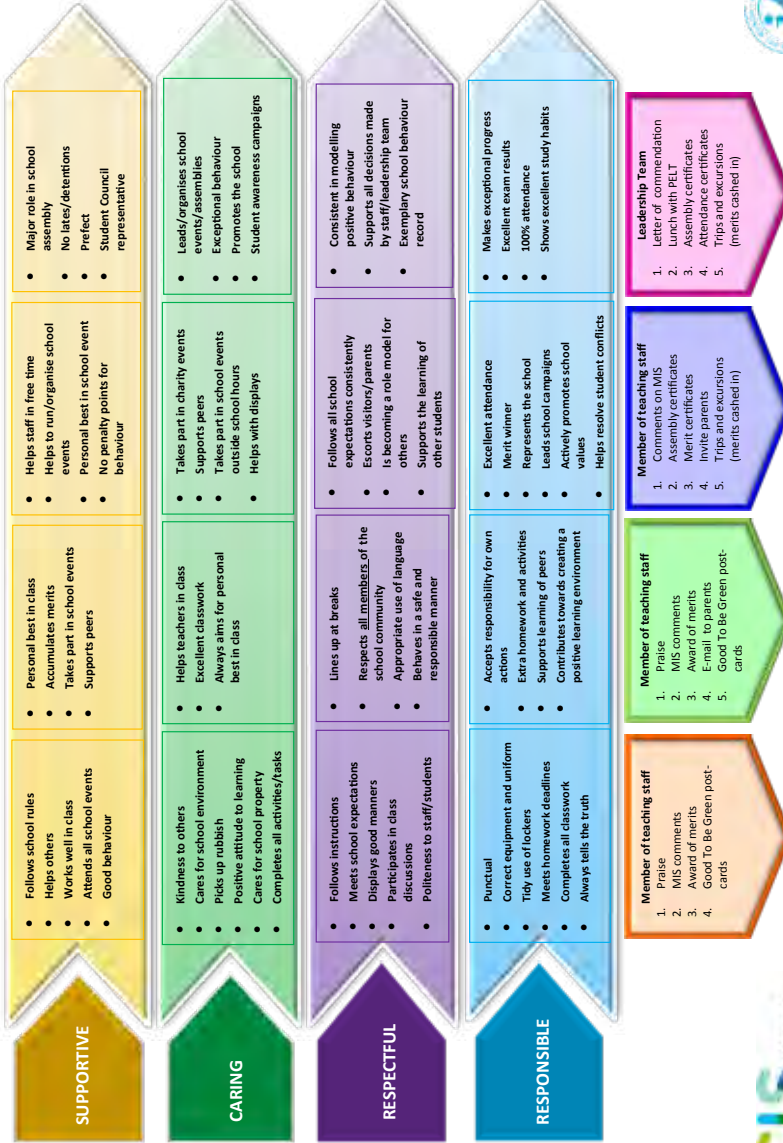 SUPPORTIVE
• Follows school rules
• Helps others
• Works well in class
• Attends all school events
• Good behaviour
• Personal best in class
• Accumulates merits
• Takes part in school events
• Supports peers
• Helps staff in free time
• Helps to run/organise school
events
• Personal best in school event
• No penalty points for
behaviour
• Major role in school
assembly
• No lates/detentions
• Prefect
• Student Council
representative
CARING
• Kindness to others
• Cares for school environment
• Picks up rubbish
• Positive attitude to learning
• Cares for school property
• Completes all activities/tasks
• Helps teachers in class
• Excellent classwork
• Always aims for personal
best in class
• Takes part in charity events
• Supports peers
• Takes part in school events
outside school hours
• Helps with displays
• Leads/organises school
events/assemblies
• Exceptional behaviour
• Promotes the school
• Student awareness campaigns
RESPECTFUL
• Follows instructions
• Meets school expectations
• Displays good manners
• Participates in class
discussions
• Politeness to staff/students
• Lines up at breaks
• Respects all members of the
school community
• Appropriate use of language
• Behaves in a safe and
responsible manner
• Follows all school
expectations consistently
• Escorts visitors/parents
• Is becoming a role model for
others
• Supports the learning of
other students
• Consistent in modelling
positive behaviour
• Supports all decisions made
by staff/leadership team
• Exemplary school behaviour
record
RESPONSIBLE
• Punctual
• Correct equipment and uniform
• Tidy use of lockers
• Meets homework deadlines
• Completes all classwork
• Always tells the truth
• Accepts responsibility for own
actions
• Extra homework and activities
• Supports learning of peers
• Contributes towards creating a
positive learning environment
• Excellent attendance
• Merit winner
• Represents the school
• Leads school campaigns
• Actively promotes school
values
• Helps resolve student conflicts
• Makes exceptional progress
• Excellent exam results
• 100% attendance
• Shows excellent study habits
Member of teaching staff
1. Praise
2. MIS comments
3. Award of merits
4. Good To Be Green post-
cards
Member of teaching staff
1. Praise
2. MIS comments
3. Award of merits
4. E-mail to parents
5. Good To Be Green post-
cards
Member of teaching staff
1. Comments on MIS
2. Assembly certificates
3. Merit certificates
4. Invite parents
5. Trips and excursions
(merits cashed in)
Leadership Team
1. Letter of commendation
2. Lunch with PELT
3. Assembly certificates
4. Attendance certificates
5. Trips and excursions
(merits cashed in)